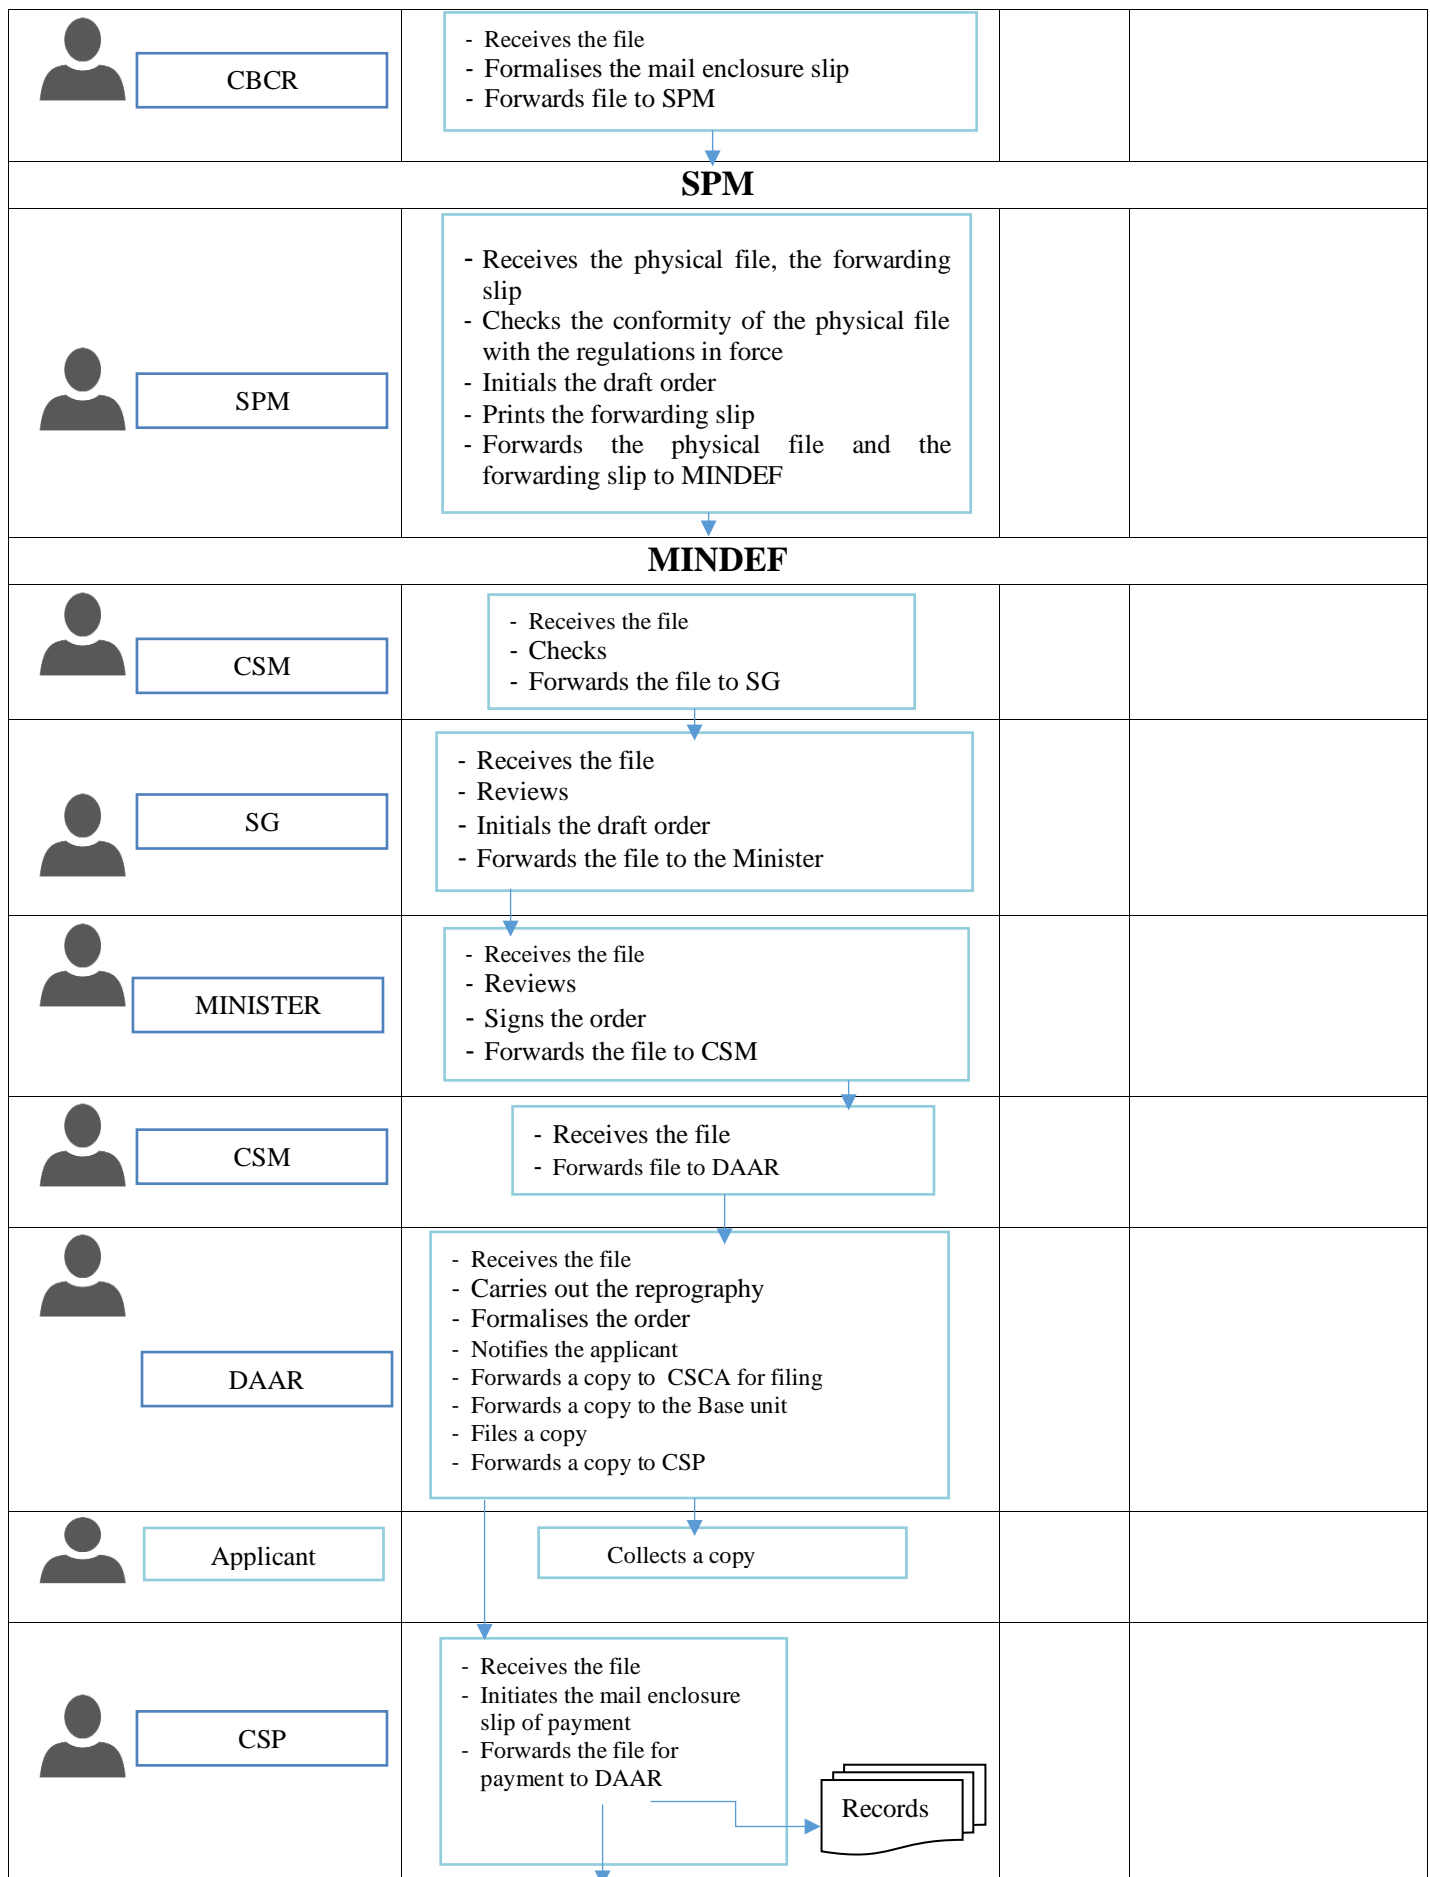 CBCR
- Receives the file
- Formalises the mail enclosure slip
- Forwards file to SPM
SPM
SPM
- Receives the physical file, the forwarding
slip
- Checks the conformity of the physical file
with the regulations in force
- Initials the draft order
- Prints the forwarding slip
- Forwards the physical file and the
forwarding slip to MINDEF
MINDEF
CSM
- Receives the file
- Checks
- Forwards the file to SG
SG
- Receives the file
- Reviews
- Initials the draft order
- Forwards the file to the Minister
MINISTER
- Receives the file
- Reviews
- Signs the order
- Forwards the file to CSM
CSM
- Receives the file
- Forwards file to DAAR
DAAR
- Receives the file
- Carries out the reprography
- Formalises the order
- Notifies the applicant
- Forwards a copy to CSCA for filing
- Forwards a copy to the Base unit
- Files a copy
- Forwards a copy to CSP
Applicant
Collects a copy
CSP
- Receives the file
- Initiates the mail enclosure
slip of payment
- Forwards the file for
payment to DAAR
Records